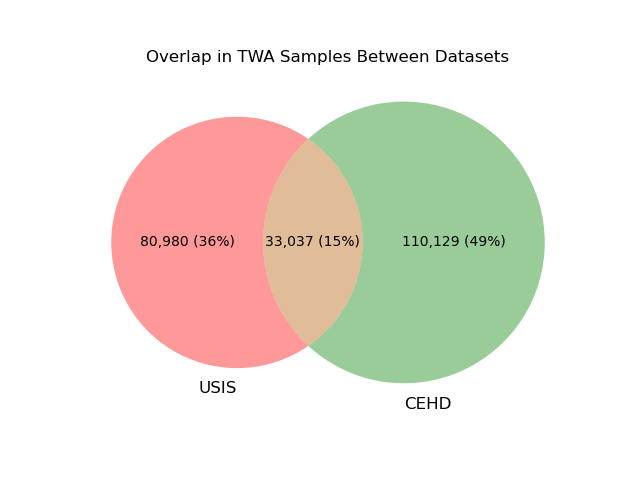 Overlap in TWA Samples Between Datasets
80,980 (36%)
33,037 (15%)
110,129 (49%)
USIS
CEHD